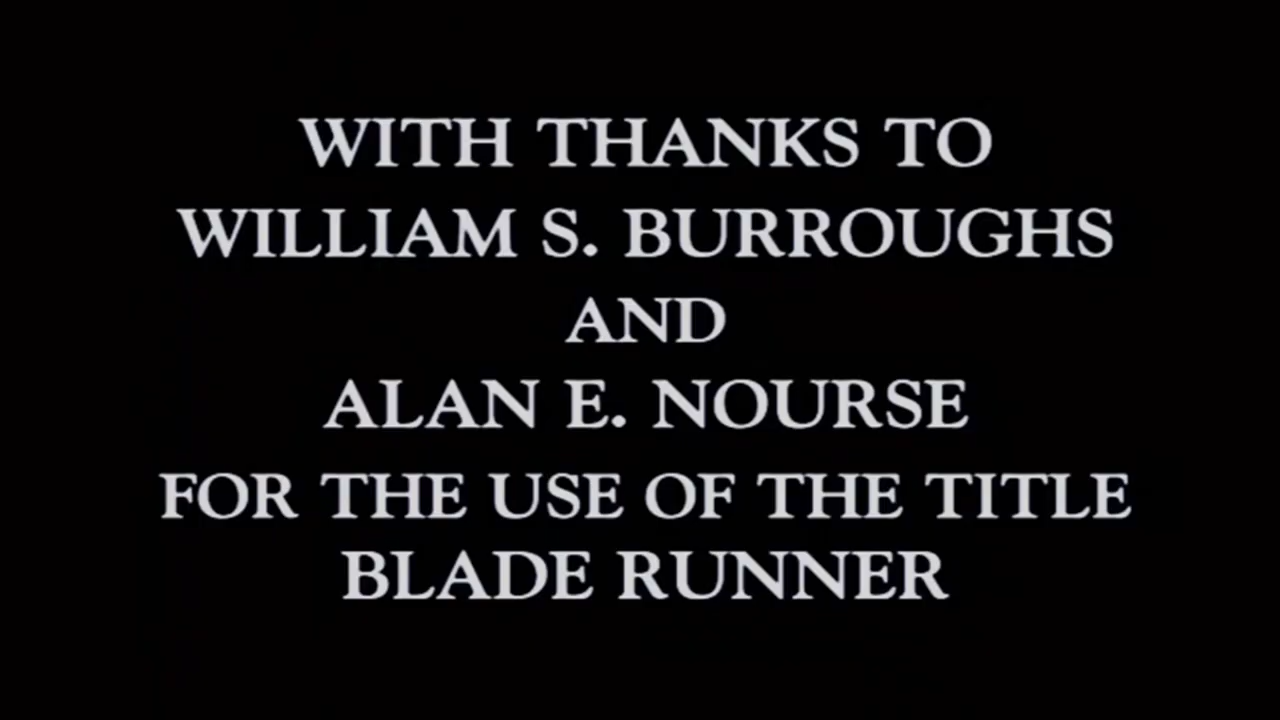 WITH THANKS TO
WILLIAM S. BURROUGHS
AND
ALAN E. NOURSE
FOR THE USE OF THE TITLE
BLADE RUNNER